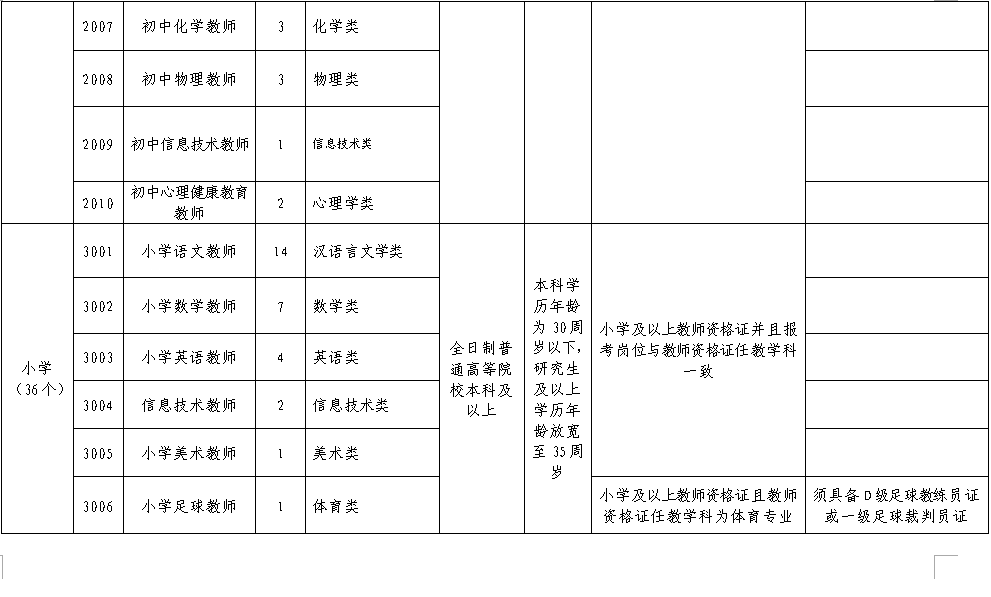 2007 初中化学教师 3 化学类
2008 初中物理教师 3 物理类
2009 初中信息技术教师 1 信息技术类
初中心理健康教育
教师
2010 2 心理学类
小学
（36个）
3001 小学语文教师 14 汉语言文学类
3002 小学数学教师 7 数学类
3003 小学英语教师 4 英语类
3004 信息技术教师 2 信息技术类
3005 小学美术教师 1 美术类
3006 小学足球教师 1 体育类
全日制普
通高等院
校本科及
以上
本科学
历年龄
为30周
岁以下，
研究生
及以上
学历年
龄放宽
至35周
岁
小学及以上教师资格证并且报
考岗位与教师资格证任教学科
一致
小学及以上教师资格证且教师
资格证任教学科为体育专业
须具备D级足球教练员证
或一级足球裁判员证